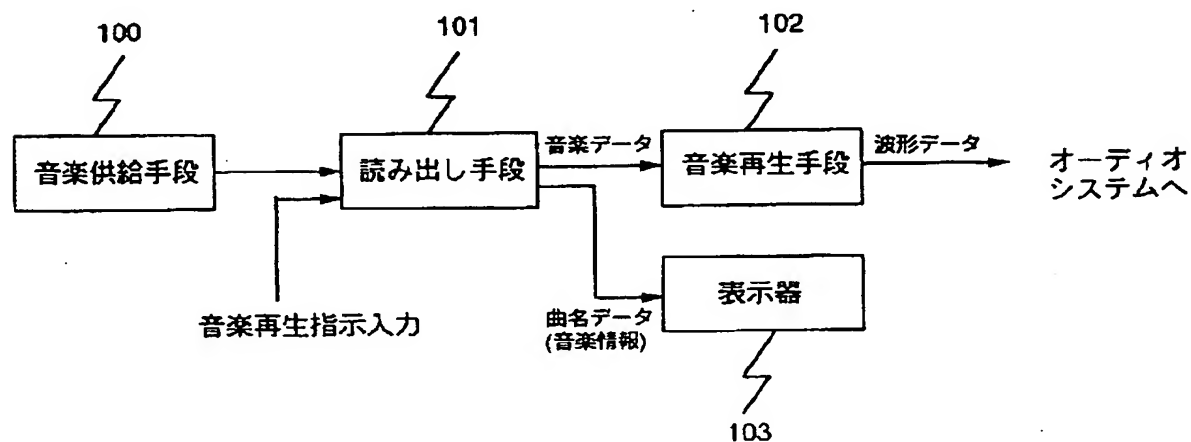 100
101
102
音楽供給手段
読み出し手段
音楽データ
音楽再生手段
波形データ
オーディオ
システムへ
音楽再生指示入力
曲名データ
(音楽情報)
表示器
103